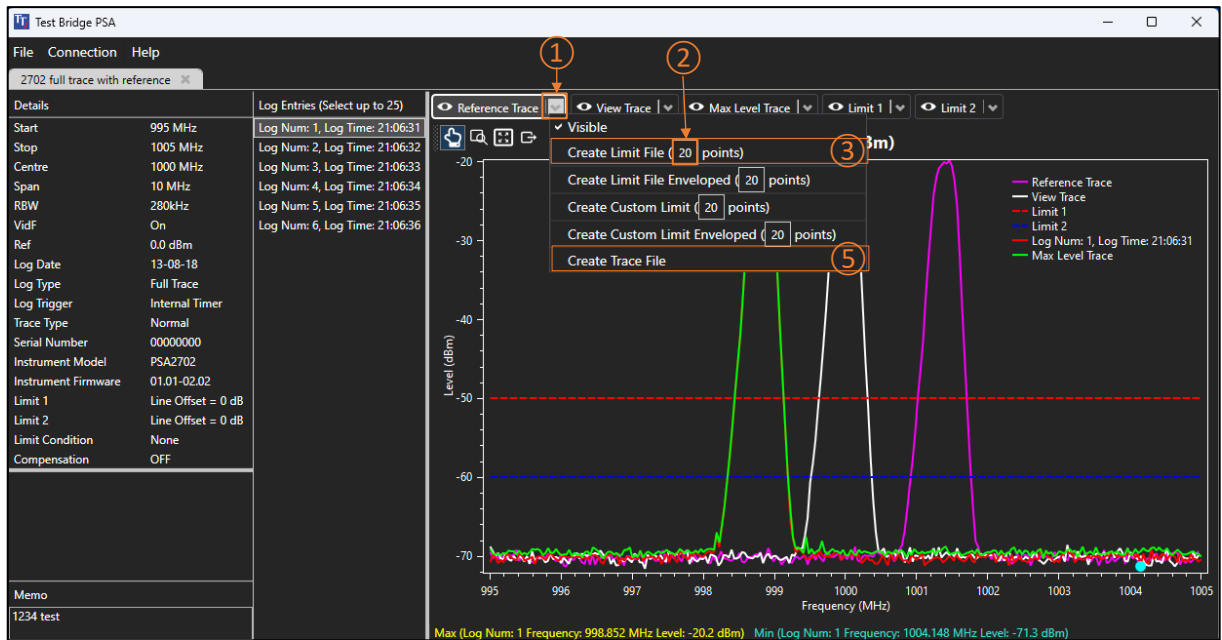 TT Test Bridge PSA
File Connection Help
1
2
2702 full trace with reference
Details
Start 995 MHz
Stop 1005 MHz
Centre 1000 MHz
Span 10 MHz
RBW 280kHz
VidF On
Ref 0.0 dBm
Log Date 13-08-18
Log Type Full Trace
Log Trigger Internal Timer
Trace Type Normal
Serial Number 00000000
Instrument Model PSA2702
Instrument Firmware 01.01-02.02
Limit 1 Line Offset = 0 dB
Limit 2 Line Offset = 0 dB
Limit Condition None
Compensation OFF
Memo
1234 test
Log Entries (Select up to 25)
Log Num: 1, Log Time: 21:06:31
Log Num: 2, Log Time: 21:06:32
Log Num: 3, Log Time: 21:06:33
Log Num: 4, Log Time: 21:06:34
Log Num: 5, Log Time: 21:06:35
Log Num: 6, Log Time: 21:06:36
Reference Trace View Trace Max Level Trace Limit 1 Limit 2
Visible
Create Limit File ( 20 points) 3
Create Limit File Enveloped ( 20 points)
Create Custom Limit ( 20 points)
Create Custom Limit Enveloped ( 20 points)
Create Trace File 5
3m)
Reference Trace
View Trace
Limit 1
Limit 2
Log Num: 1, Log Time: 21:06:31
Max Level Trace
Level (dBm)
-20
-30
-40
-50
-60
-70
995 996 997 998 999 1000 1001 1002 1003 1004 1005
Frequency (MHz)
Max (Log Num: 1 Frequency: 998.852 MHz Level: -20.2 dBm) Min (Log Num: 1 Frequency: 1004.148 MHz Level: -71.3 dBm)